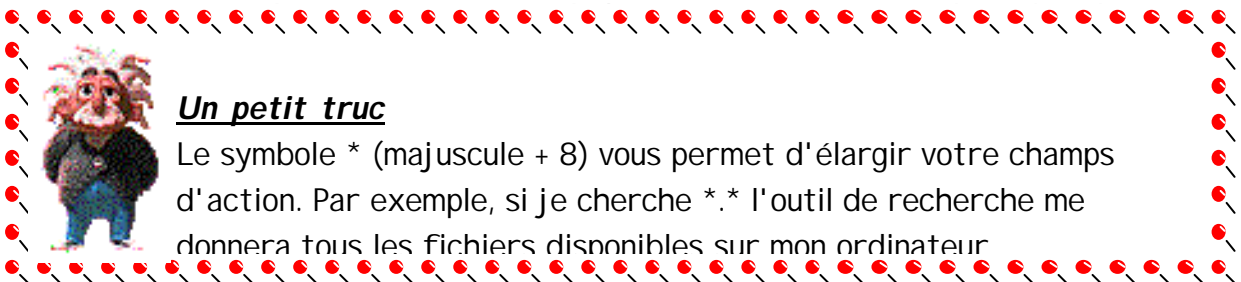 Un petit truc
Le symbole * (majuscule + 8) vous permet d'élargir votre champs
d'action. Par exemple, si je cherche *.* l'outil de recherche me
donnera tous les fichiers disponibles sur mon ordinateur